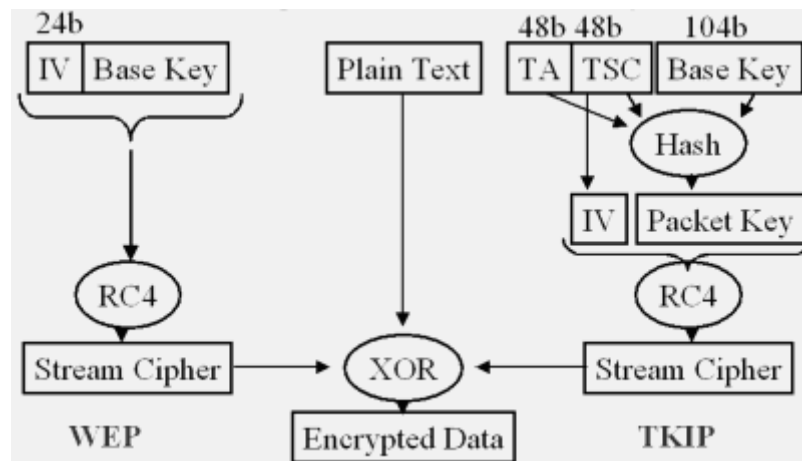 24b
48b 48b 104b
IV Base Key
Plain Text
TA TSC Base Key
Hash
IV Packet Key
RC4
RC4
Stream Cipher
XOR
Stream Cipher
WEP
Encrypted Data
TKIP